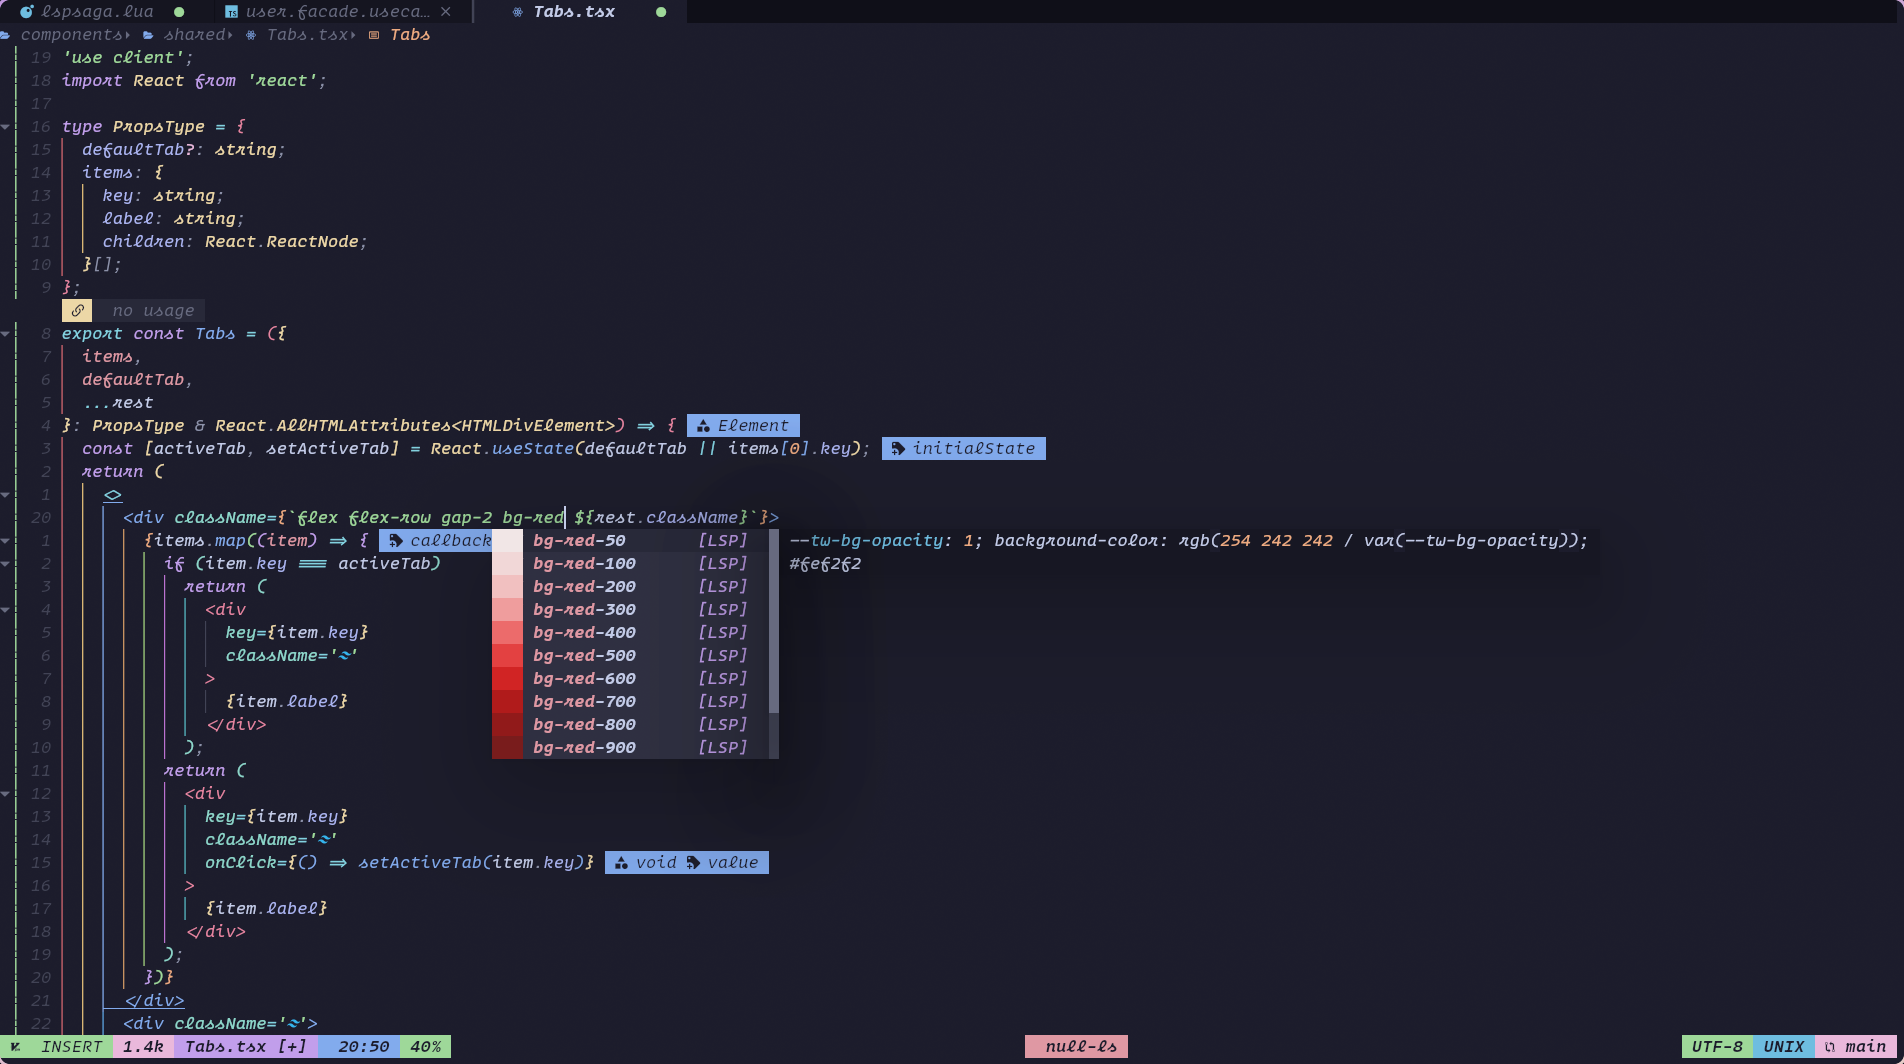 lspsaga.lua ● TS user.facade.useca… × Tabs.tsx ●
components shared Tabs.tsx Tabs
19 'use client';
18 import React from 'react';
17
16 type PropsType = {
15 defaultTab?: string;
14 items: {
13 key: string;
12 label: string;
11 children: React.ReactNode;
10 }[];
9 };
no usage
8 export const Tabs = ({
7 items,
6 defaultTab,
5 ...rest
4 }: PropsType & React.AllHTMLAttributes<HTMLDivElement>) => { Element
3 const [activeTab, setActiveTab] = React.useState(defaultTab || items[0].key); initialState
2 return (
1 <>
20 <div className={`flex flex-row gap-2 bg-red ${rest.className}`}>
1 {items.map((item) => { callback bg-red-50 [LSP] --tw-bg-opacity: 1; background-color: rgb(254 242 242 / var(--tw-bg-opacity));
2 if (item.key === activeTab) bg-red-100 [LSP] #fef2f2
3 return ( bg-red-200 [LSP]
4 <div bg-red-300 [LSP]
5 key={item.key} bg-red-400 [LSP]
6 className='~' bg-red-500 [LSP]
7 > bg-red-600 [LSP]
8 {item.label} bg-red-700 [LSP]
9 </div> bg-red-800 [LSP]
10 ); bg-red-900 [LSP]
11 return (
12 <div
13 key={item.key}
14 className='~'
15 onClick={() => setActiveTab(item.key)} void value
16 >
17 {item.label}
18 </div>
19 );
20 })}
21 </div>
22 <div className='~'>
INSERT 1.4k Tabs.tsx [+] 20:50 40% null-ls UTF-8 UNIX main